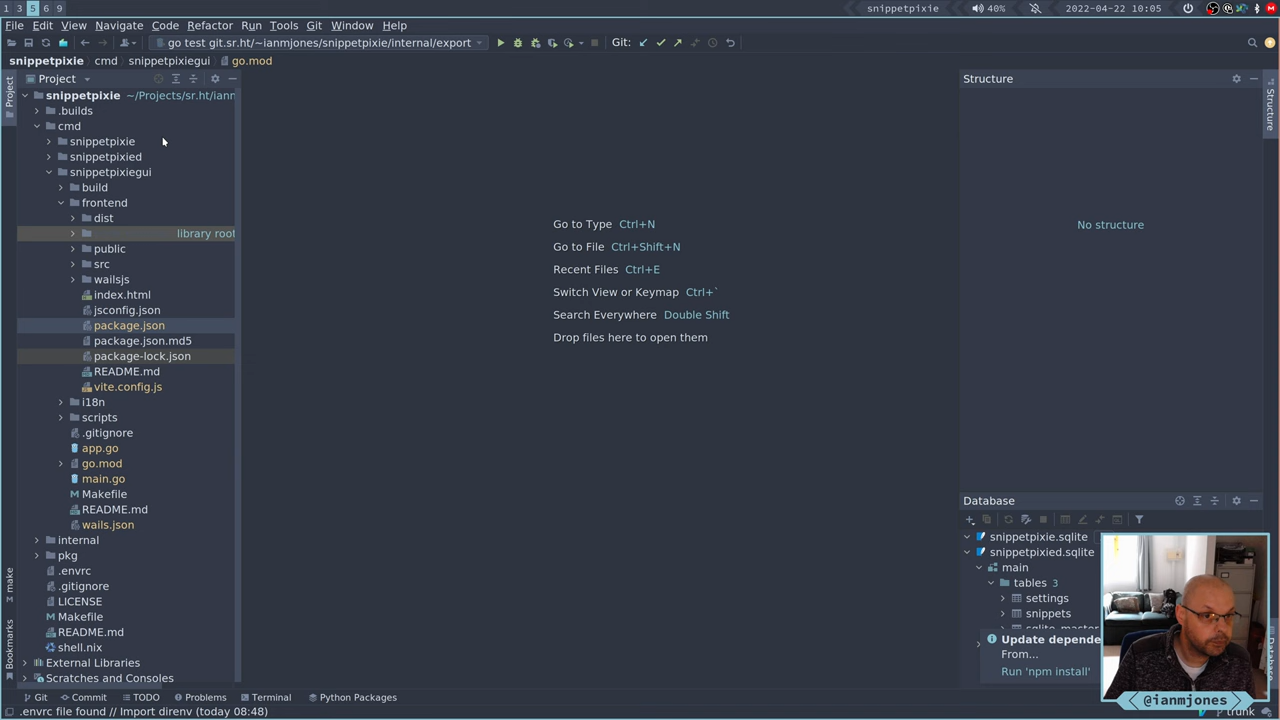 1 3 5 6 9
snippetpixie
40%
2022-04-22 10:05
File Edit View Navigate Code Refactor Run Tools Git Window Help
go test git.sr.ht/~ianmjones/snippetpixie/internal/export
Git:
snippetpixie cmd snippetpixiegui go.mod
Project
Project
snippetpixie ~/Projects/sr.ht/ianm
.builds
cmd
snippetpixie
snippetpixied
snippetpixiegui
build
frontend
dist
library root
public
src
wailsjs
index.html
jsconfig.json
package.json
package.json.md5
package-lock.json
README.md
vite.config.js
i18n
scripts
.gitignore
app.go
go.mod
main.go
Makefile
README.md
wails.json
internal
pkg
.envrc
.gitignore
LICENSE
Makefile
README.md
shell.nix
External Libraries
Scratches and Consoles
make
Bookmarks
Go to Type Ctrl+N
Go to File Ctrl+Shift+N
Recent Files Ctrl+E
Switch View or Keymap Ctrl+`
Search Everywhere Double Shift
Drop files here to open them
Structure
Structure
No structure
Database
snippetpixie.sqlite
snippetpixied.sqlite
main
tables 3
settings
snippets
Update depende
From...
Run 'npm install'
@ianmjones
Git Commit TODO Problems Terminal Python Packages
.envrc file found // Import direnv (today 08:48)
trunk